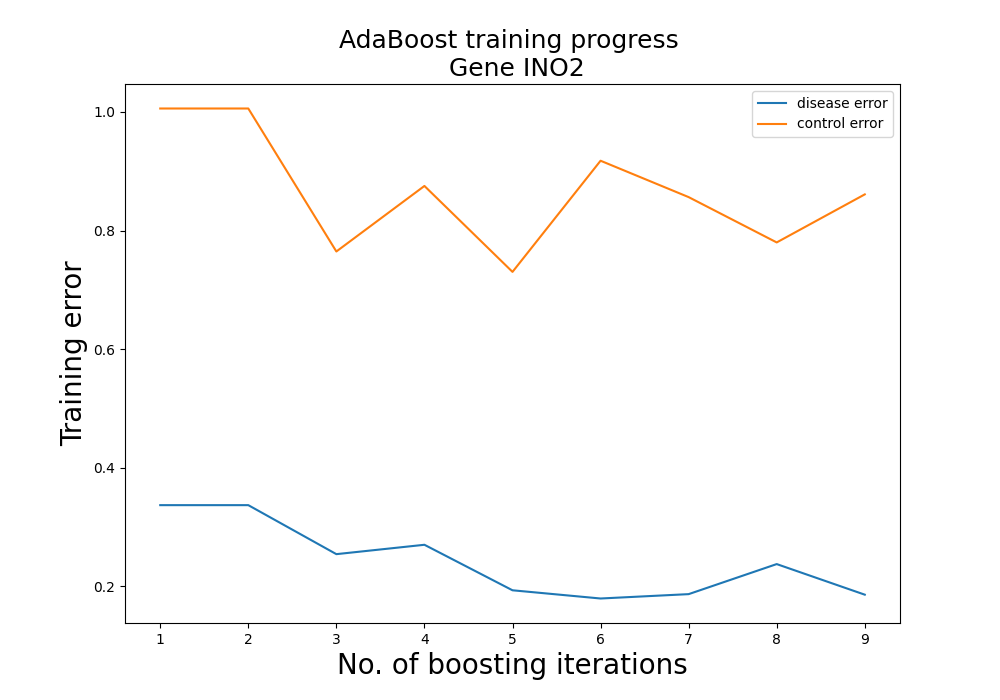 AdaBoost training progress
Gene INO2
disease error
control error
Training error
1.0
0.8
0.6
0.4
0.2
1 2 3 4 5 6 7 8 9
No. of boosting iterations